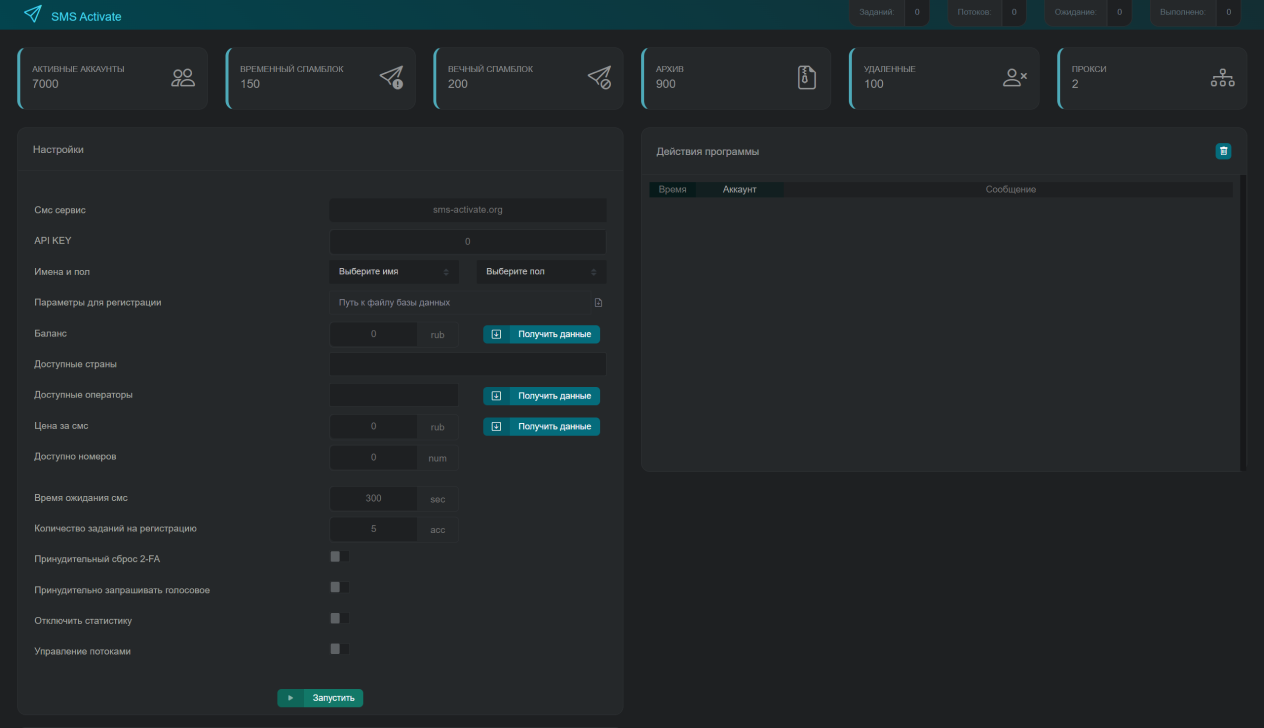 SMS Activate
Заданий: 0 Потоков: 0 Ожидание: 0 Выполнено: 0
АКТИВНЫЕ АККАУНТЫ
7000
ВРЕМЕННЫЙ СПАМБЛОК
150
ВЕЧНЫЙ СПАМБЛОК
200
АРХИВ
900
УДАЛЕННЫЕ
100
ПРОКСИ
2
Настройки
Смс сервис sms-activate.org
API KEY 0
Имена и пол Выберите имя Выберите пол
Параметры для регистрации Путь к файлу базы данных
Баланс 0 rub Получить данные
Доступные страны
Доступные операторы Получить данные
Цена за смс 0 rub Получить данные
Доступно номеров 0 num
Время ожидания смс 300 sec
Количество заданий на регистрацию 5 acc
Принудительный сброс 2-FA
Принудительно запрашивать голосовое
Отключить статистику
Управление потоками
Запустить
Действия программы
Время Аккаунт Сообщение